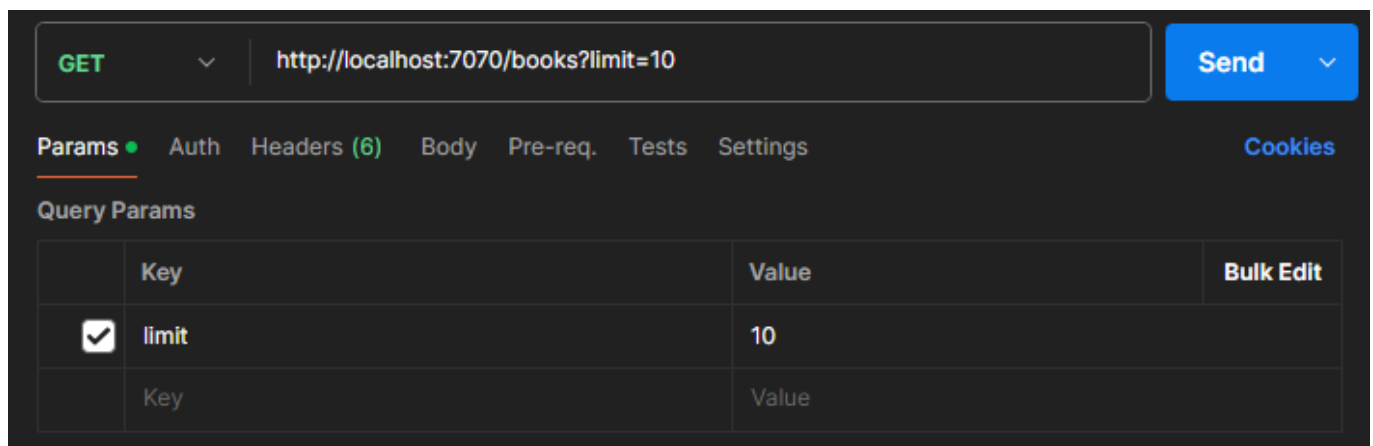 GET http://localhost:7070/books?limit=10 Send
Params Auth Headers (6) Body Pre-req. Tests Settings Cookies
Query Params
Key Value Bulk Edit
limit 10
Key Value